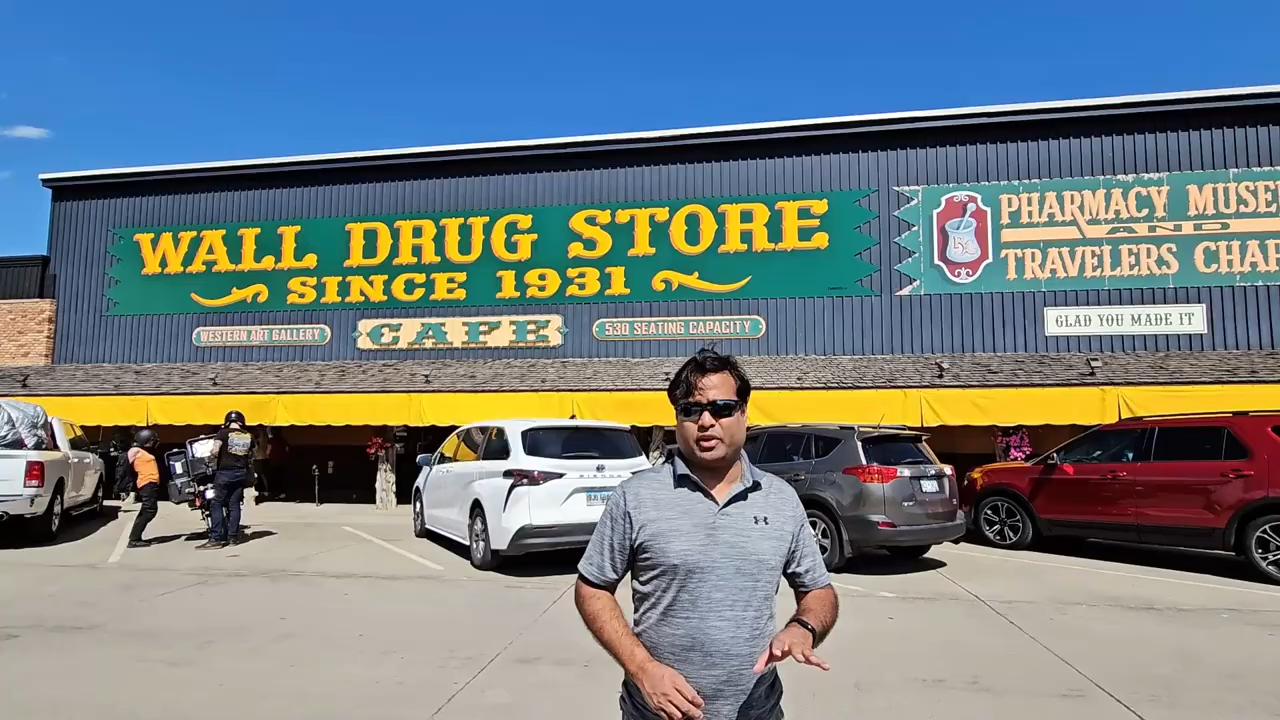 WALL DRUG STORE
SINCE 1931
WESTERN ART GALLERY
CAFE
530 SEATING CAPACITY
PHARMACY MUSE
AND
TRAVELERS CHAP
GLAD YOU MADE IT